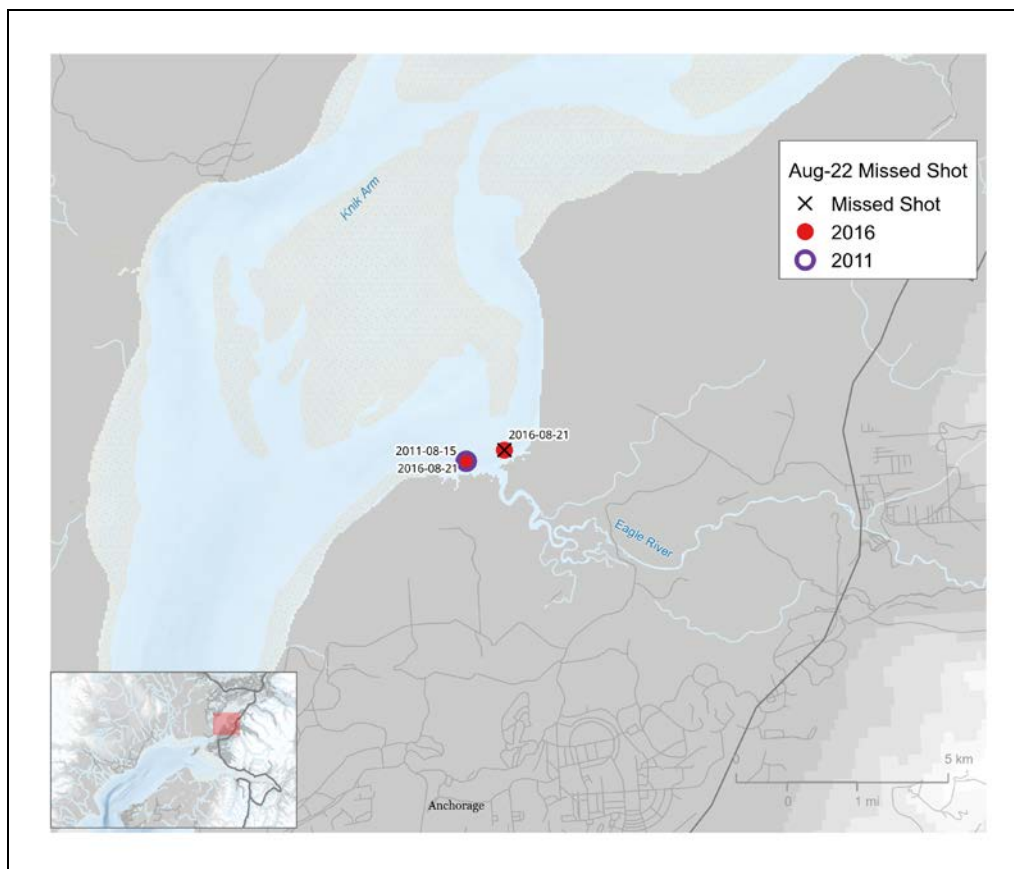 Aug-22 Missed Shot
Missed Shot
2016
2011
Knik Arm
2016-08-21
2011-08-15
2016-08-21
Eagle River
0
5 km
0
1 mi
Anchorage